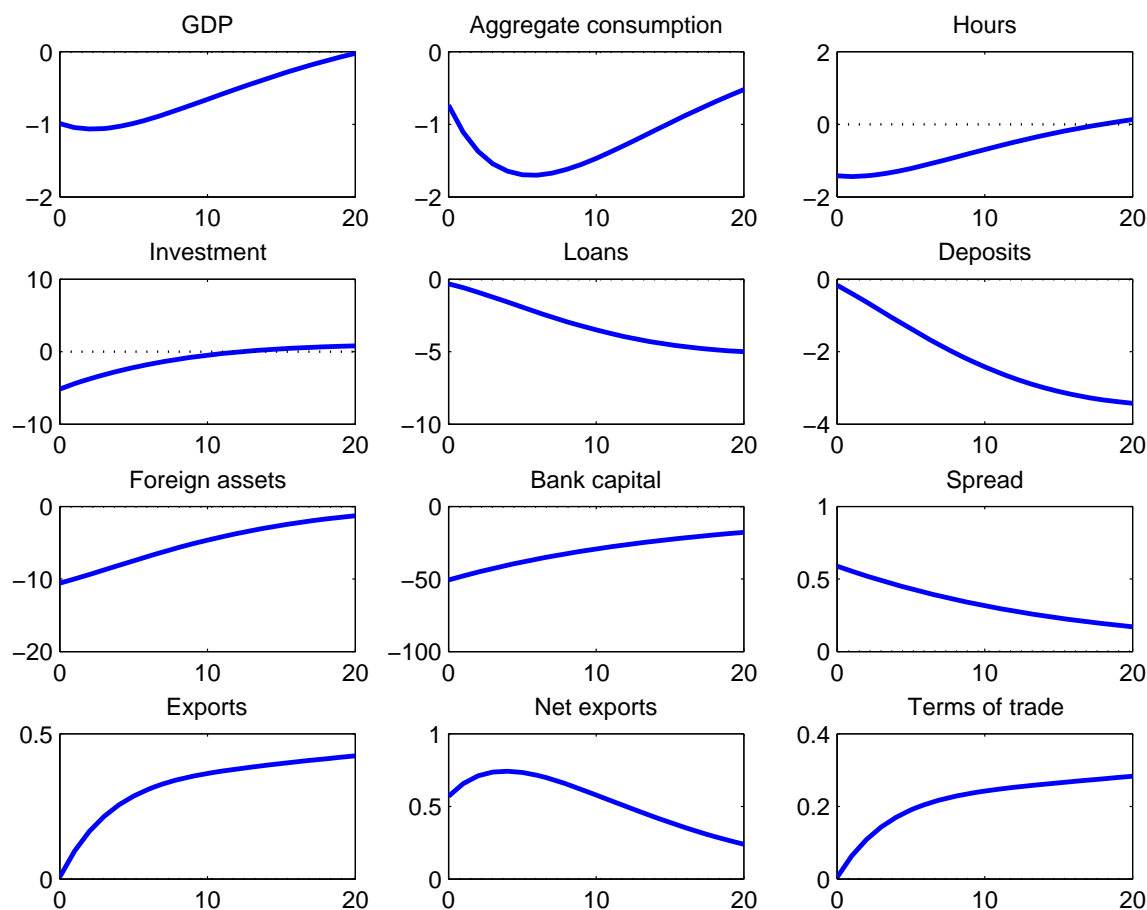 GDP
0
−1
−2
0 10 20
Aggregate consumption
0
−1
−2
0 10 20
Hours
2
0
−2
0 10 20
Investment
10
0
−10
0 10 20
Loans
0
−5
−10
0 10 20
Deposits
0
−2
−4
0 10 20
Foreign assets
0
−10
−20
0 10 20
Bank capital
0
−50
−100
0 10 20
Spread
1
0.5
0
0 10 20
Exports
0.5
0
0 10 20
Net exports
1
0.5
0
0 10 20
Terms of trade
0.4
0.2
0
0 10 20